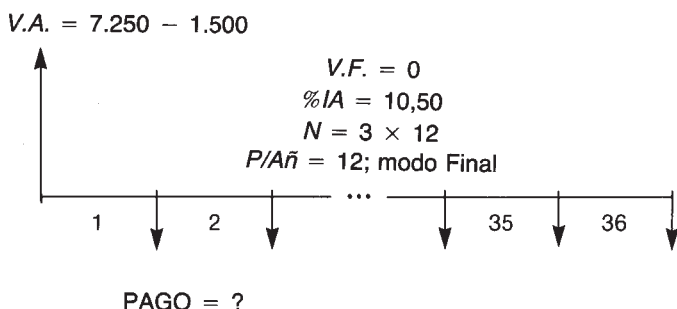 V.A. = 7.250 − 1.500
V.F. = 0
%IA = 10,50
N = 3 × 12
P/Añ = 12; modo Final
...
1 2 35 36
PAGO = ?